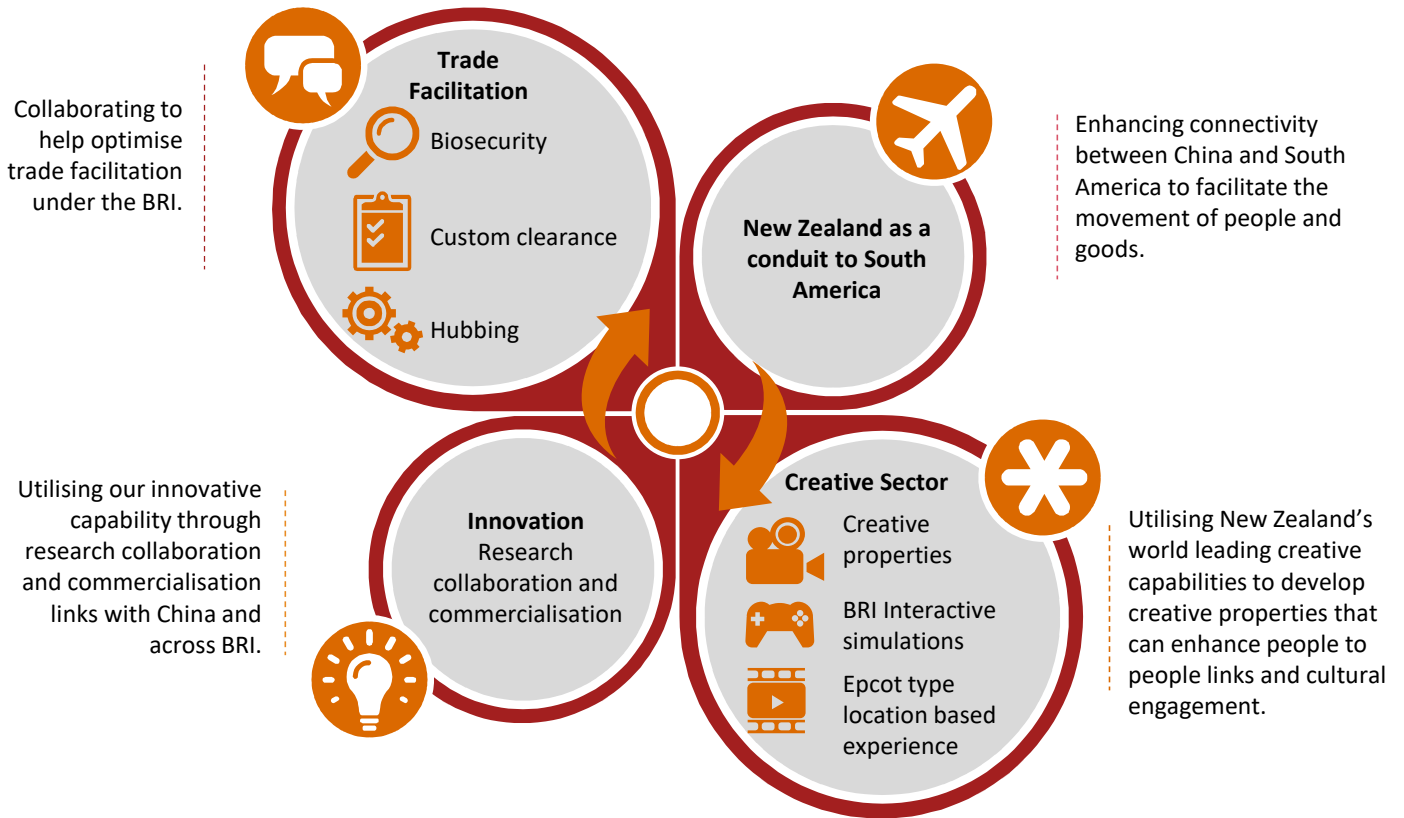 Collaborating to
help optimise
trade facilitation
under the BRI.
Trade
Facilitation
Biosecurity
Custom clearance
Hubbing
New Zealand as a
conduit to South
America
Enhancing connectivity
between China and South
America to facilitate the
movement of people and
goods.
Utilising our innovative
capability through
research collaboration
and commercialisation
links with China and
across BRI.
Innovation
Research
collaboration and
commercialisation
Creative Sector
Creative
properties
BRI Interactive
simulations
Epcot type
location based
experience
Utilising New Zealand’s
world leading creative
capabilities to develop
creative properties that
can enhance people to
people links and cultural
engagement.